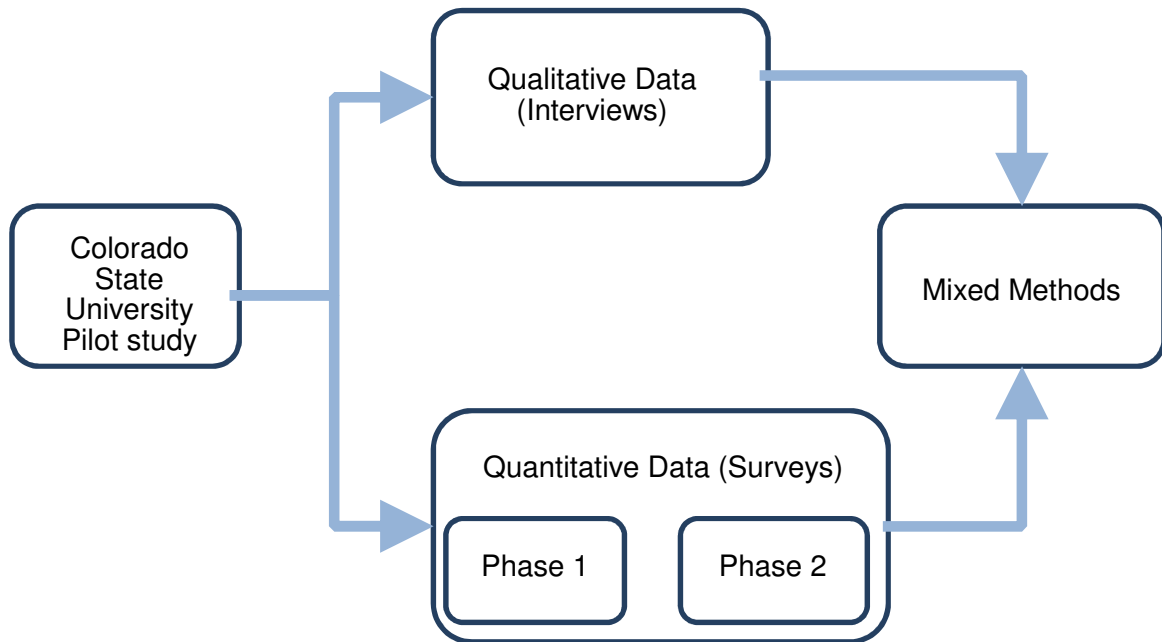 Qualitative Data
(Interviews)
Colorado
State
University
Pilot study
Mixed Methods
Quantitative Data (Surveys)
Phase 1
Phase 2